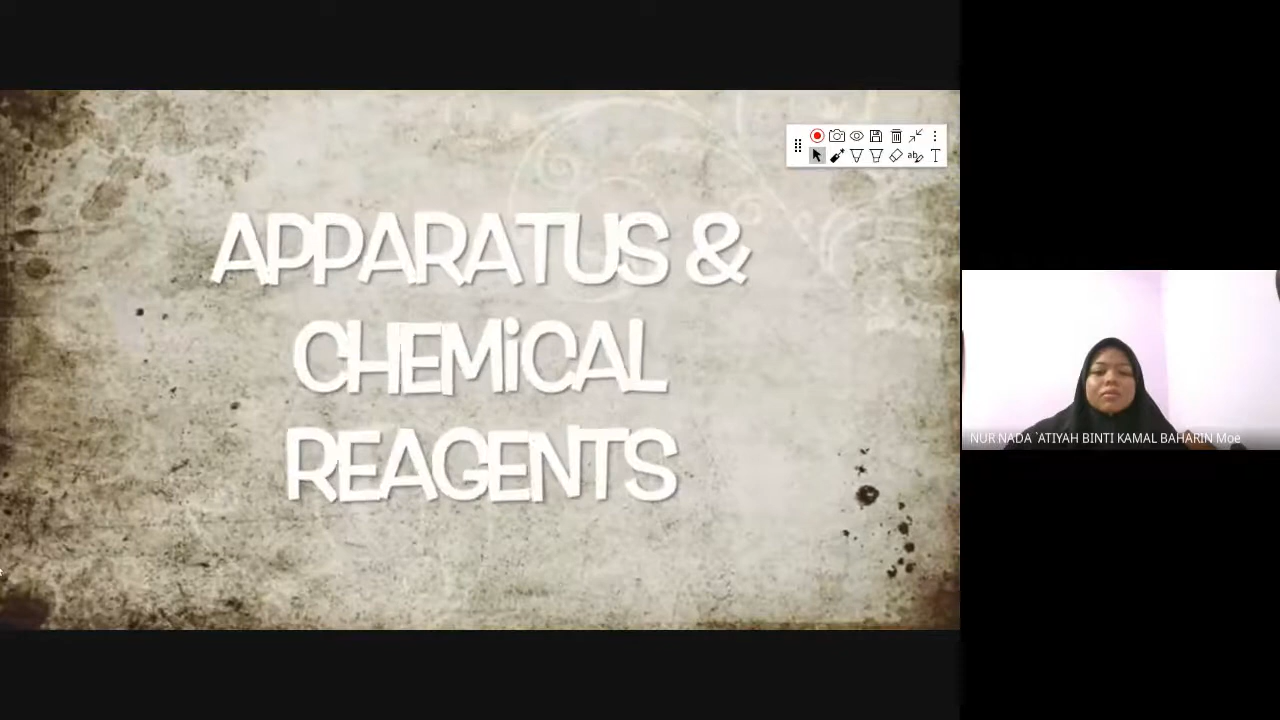 APPARATUS &
CHEMiCAL
REAGENTS
NUR NADA `ATIYAH BINTI KAMAL BAHARIN Moe